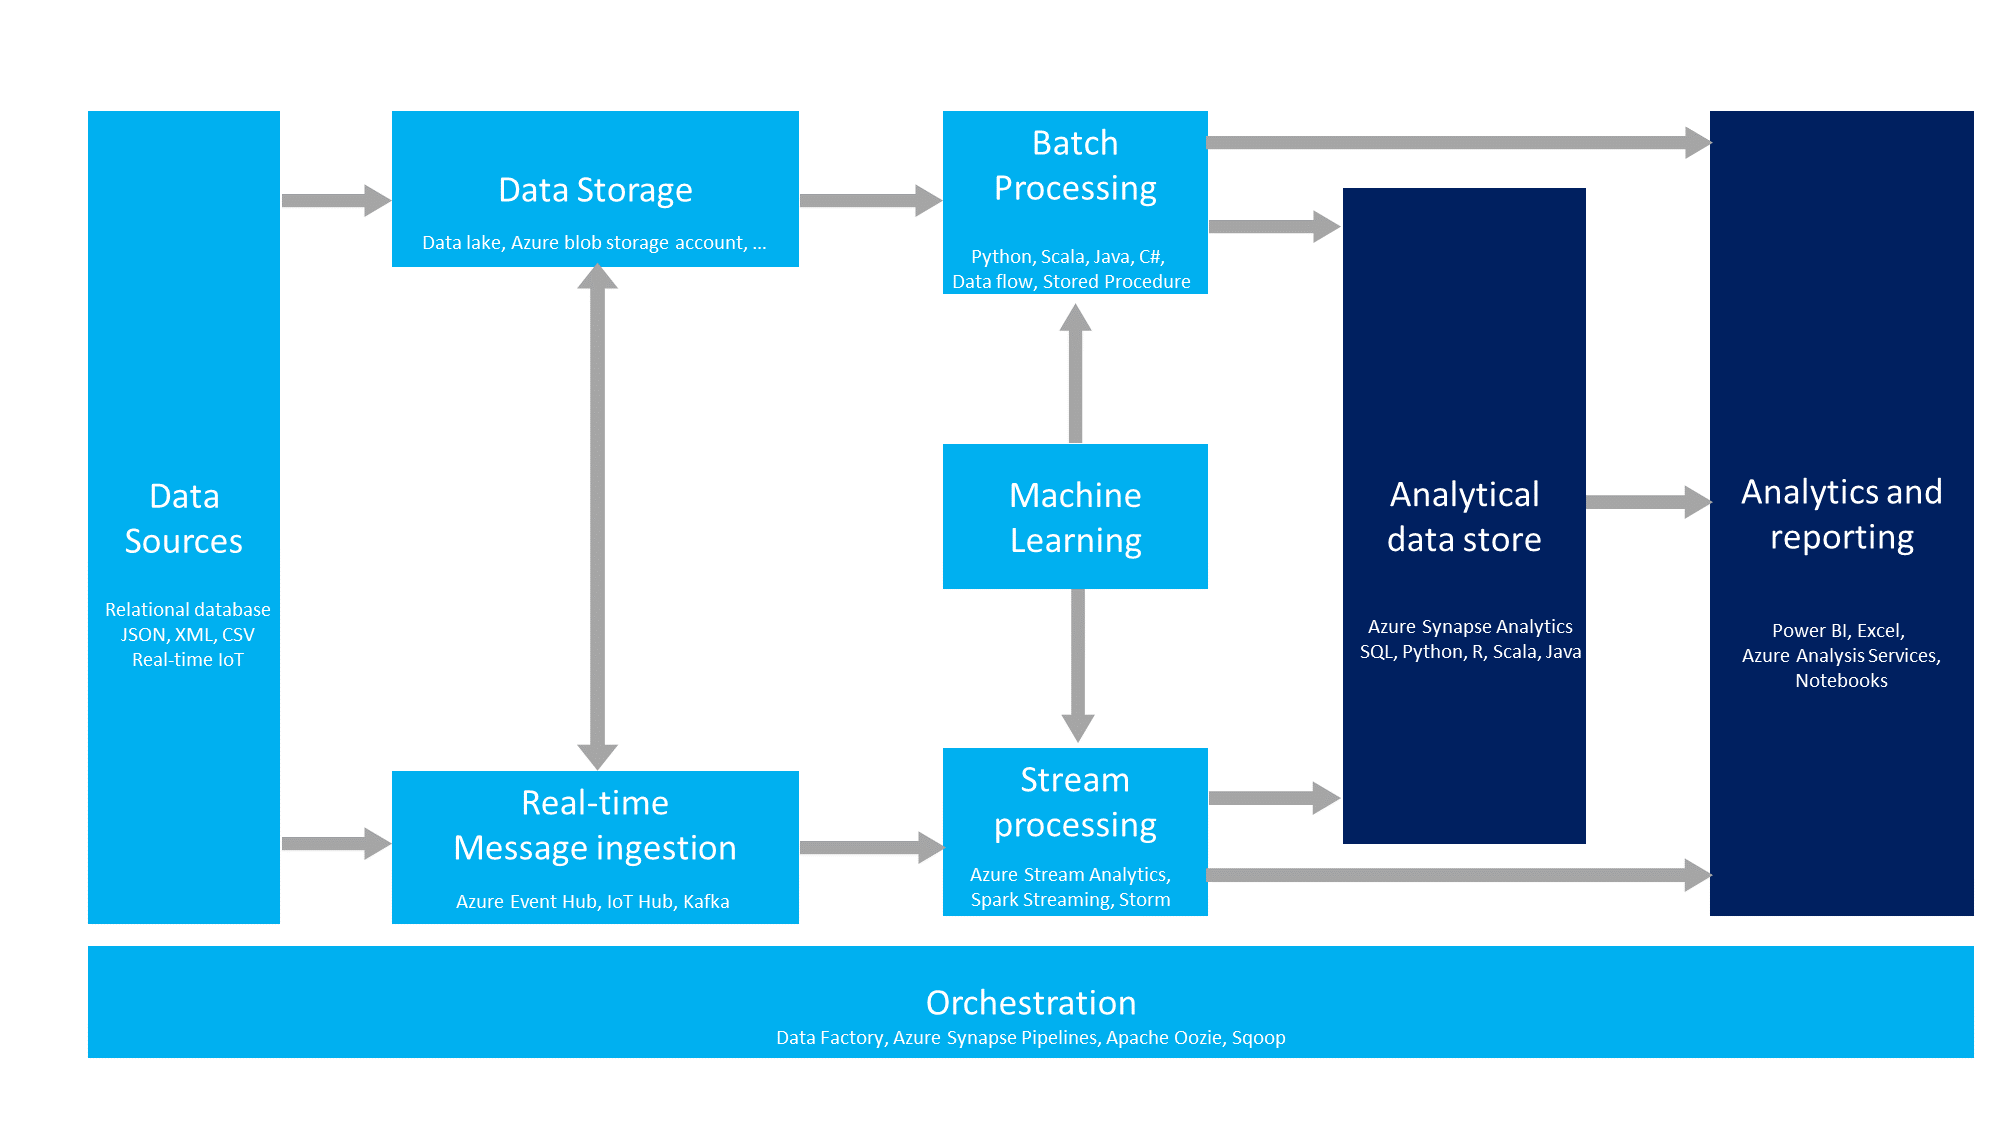 Data
Sources
Relational database
JSON, XML, CSV
Real-time IoT
Data Storage
Data lake, Azure blob storage account, ...
Real-time
Message ingestion
Azure Event Hub, IoT Hub, Kafka
Batch
Processing
Python, Scala, Java, C#,
Data flow, Stored Procedure
Machine
Learning
Stream
processing
Azure Stream Analytics,
Spark Streaming, Storm
Analytical
data store
Azure Synapse Analytics
SQL, Python, R, Scala, Java
Analytics and
reporting
Power BI, Excel,
Azure Analysis Services,
Notebooks
Orchestration
Data Factory, Azure Synapse Pipelines, Apache Oozie, Sqoop